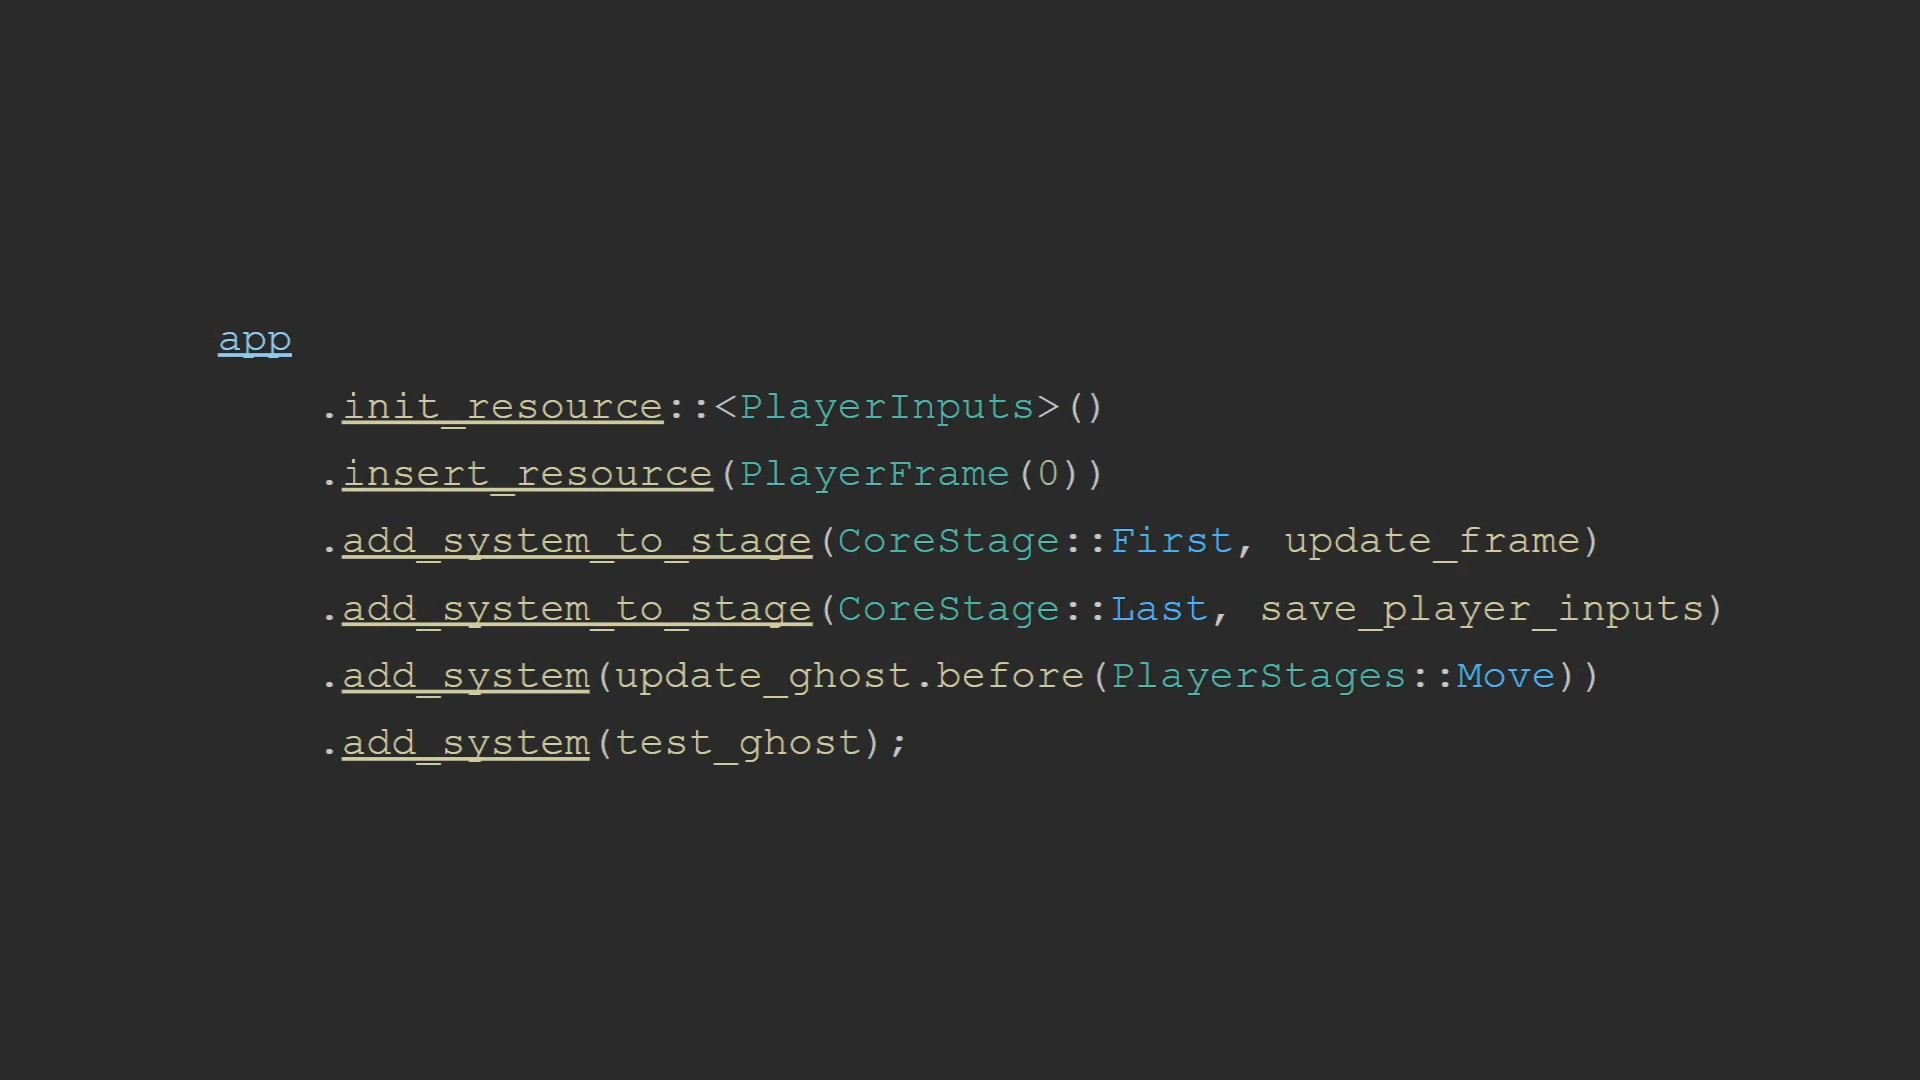 app
.init_resource::<PlayerInputs>()
.insert_resource(PlayerFrame(0))
.add_system_to_stage(CoreStage::First, update_frame)
.add_system_to_stage(CoreStage::Last, save_player_inputs)
.add_system(update_ghost.before(PlayerStages::Move))
.add_system(test_ghost);